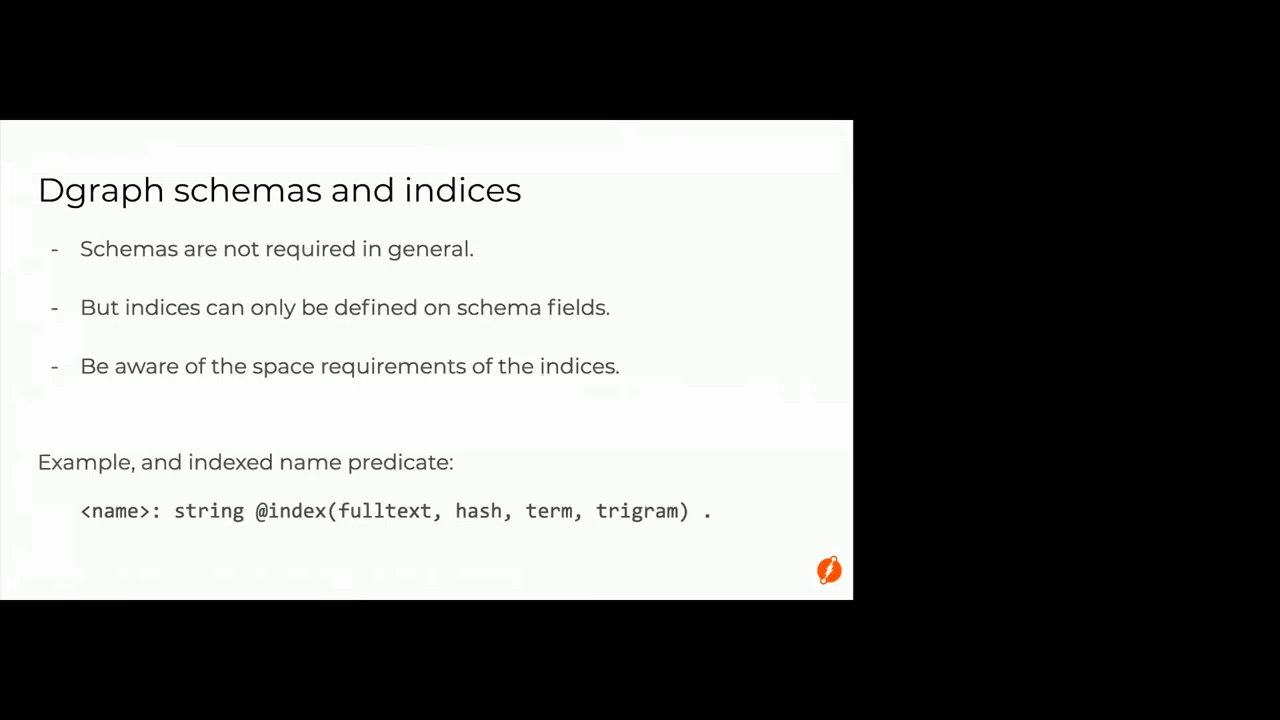 Dgraph schemas and indices
- Schemas are not required in general.
- But indices can only be defined on schema fields.
- Be aware of the space requirements of the indices.
Example, and indexed name predicate:
<name>: string @index(fulltext, hash, term, trigram) .